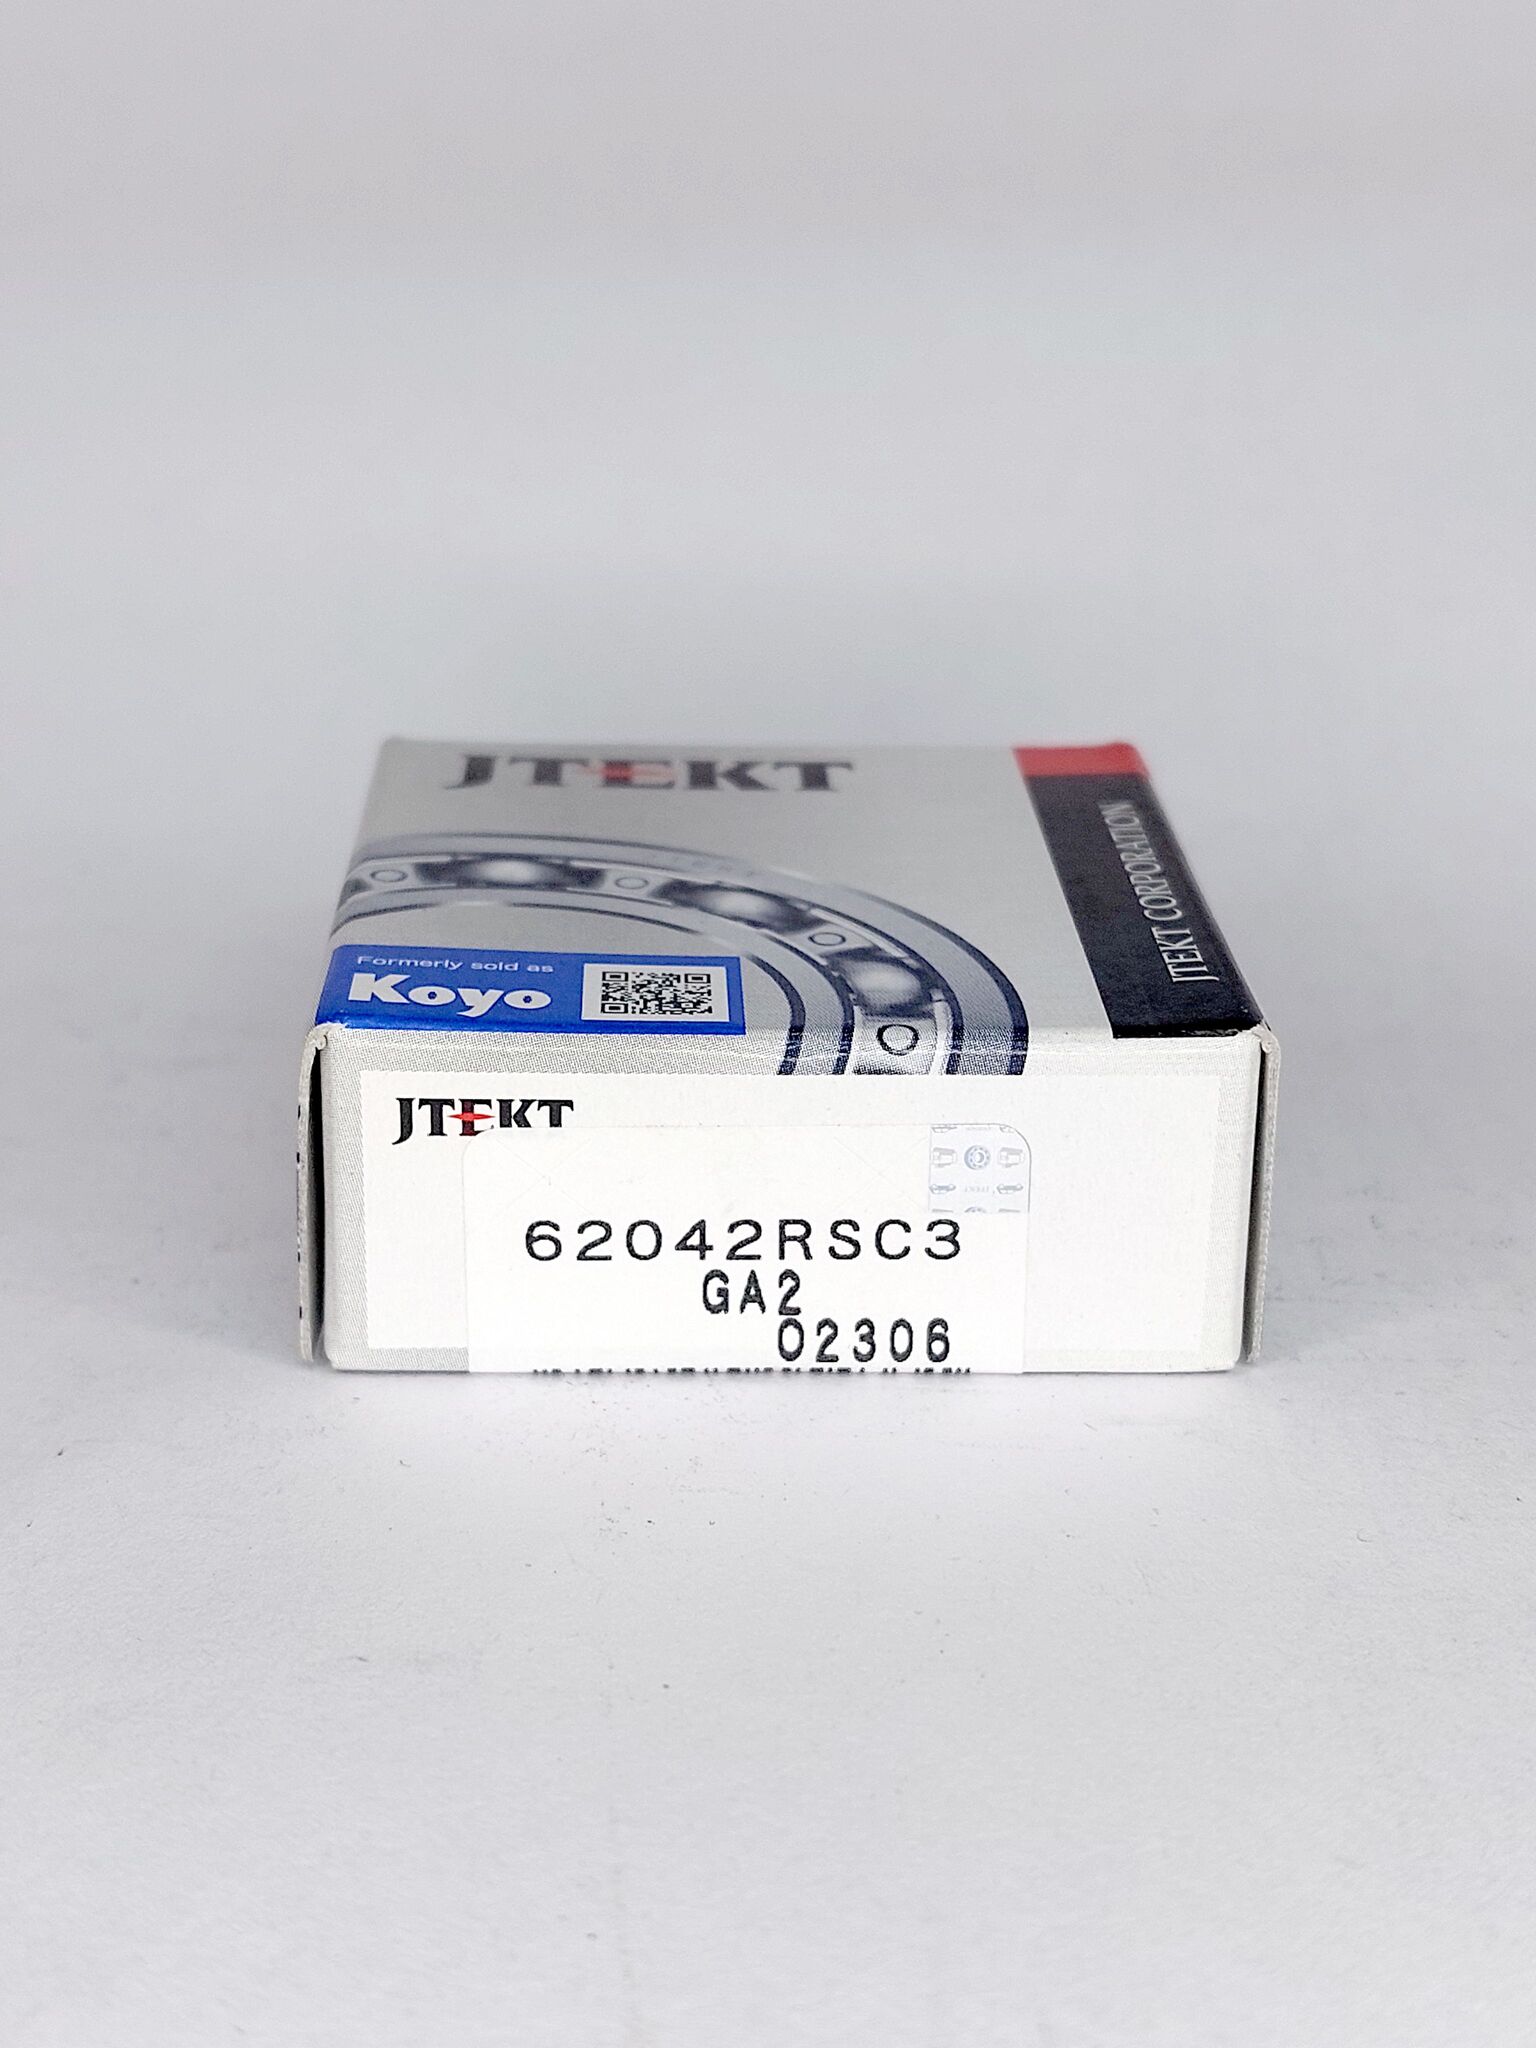 JTEKT
JTEKT CORPORATION
Formerly sold as
Koyo
JTEKT
62042RSC3
GA2
02306